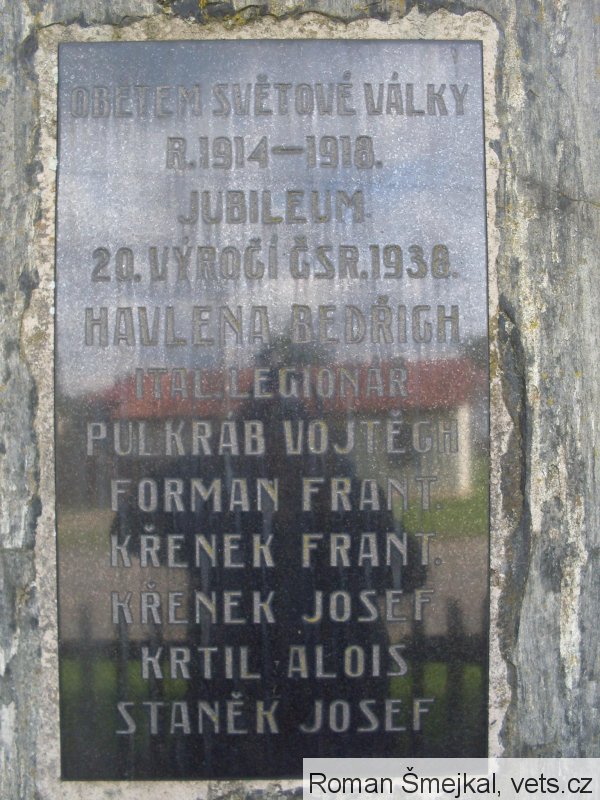 OBĚTEM SVĚTOVÉ VÁLKY
R.1914–1918.
JUBILEUM
20. VÝROČÍ ČSR.1938.
HAVLENA BEDŘICH
ITAL. LEGIONÁŘ
PULKRAB VOJTĚCH
FORMAN FRANT.
KŘENEK FRANT.
KŘENEK JOSEF
KRTIL ALOIS
STANĚK JOSEF
Roman Šmejkal, vets.cz